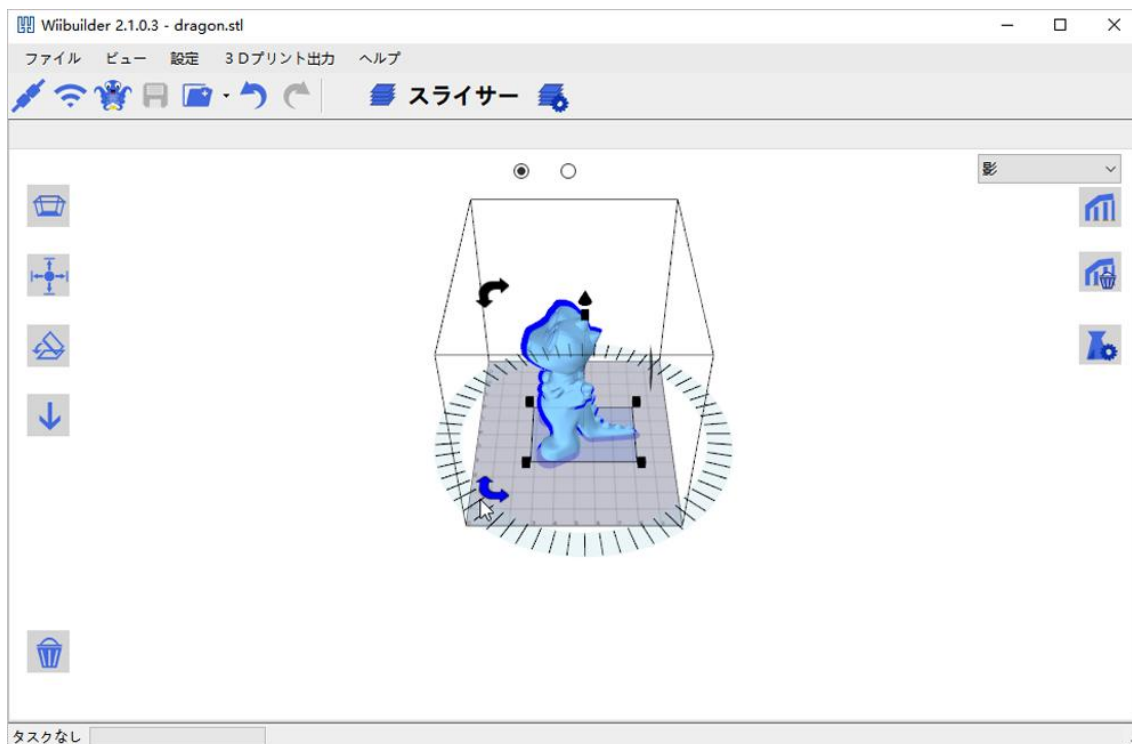 Wiibuilder 2.1.0.3 - dragon.stl
ファイル ビュー 設定 3Dプリント出力 ヘルプ
スライサー
影
タスクなし